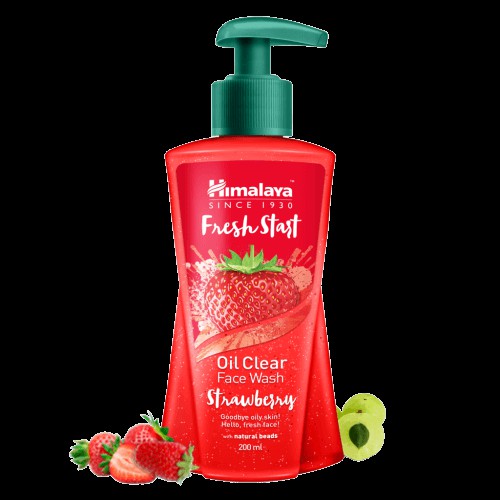 Himalaya™
SINCE 1930
Fresh Start
Oil Clear
Face Wash
Strawberry
Goodbye oily skin!
Hello, fresh face!
with natural beads
200 ml